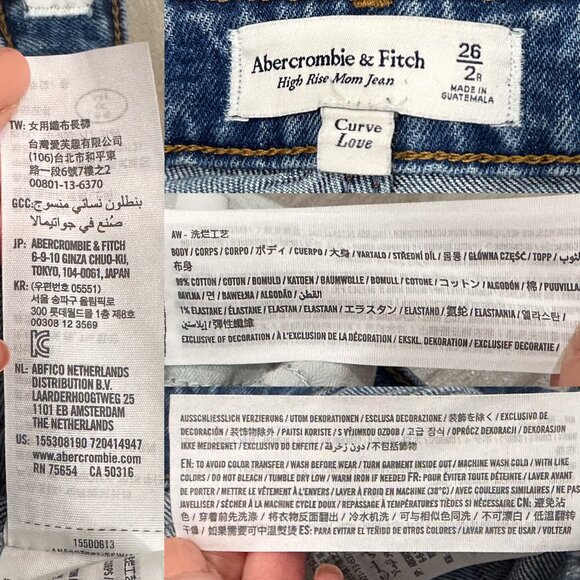 TW: 女用織布長褲
台灣愛芙趣有限公司
(106)台北市和平東
路一段6號7樓之2
00801-13-6370
GCC: بنطلون نسائي منسوج
صُنع في جواتيمالا
JP: ABERCROMBIE & FITCH
6-9-10 GINZA CHUO-KU,
TOKYO, 104-0061, JAPAN
KR: (우편번호 05551)
서울 송파구 올림픽로
300 롯데월드몰 1층 제8호
00308 12 3569
NL: ABFICO NETHERLANDS
DISTRIBUTION B.V.
LAARDERHOOGTWEG 25
1101 EB AMSTERDAM
THE NETHERLANDS
US: 155308190 720414947
www.abercrombie.com
RN 75654 CA 50316
155D0613
Abercrombie & Fitch
High Rise Mom Jean
26
2R
MADE IN
GUATEMALA
Curve
Love
AW - 洗烂工艺
BODY / CORPS / CORPO / ボディ / CUERPO / 大身 / VARTALO / STŘEDNÍ DÍL / 몸통 / GŁÓWNA CZĘŚĆ / TOPP /
布身
99% COTTON / COTON / BOMULD / KATOEN / BAUMWOLLE / BOMULL / COTONE / コットン / ALGODÓN / 棉 / PUUVILLA
BAVLNA / 면 / BAWEŁNA / ALGODÃO / القطن /
1% ELASTANE / ÉLASTANE / ELASTAN / ELASTAAN / エラスタン / ELASTANO / 氨纶 / ELASTAANIA / 엘라스탄 /
إيلاستين / 彈性纖維
EXCLUSIVE OF DECORATION / À L'EXCLUSION DE LA DÉCORATION / EKSKL. DEKORATION / EXCLUSIEF DECORATIE /
AUSSCHLIESSLICH VERZIERUNG / UTOM DEKORATIONEN / ESCLUSA DECORAZIONE / 装飾を除く / EXCLUSIVO DE
DECORACIÓN / 装饰物除外 / PAITSI KORISTE / S VÝJIMKOU OZDOB / 고급 장식 / OPRÓCZ DEKORACJI / DEKORASJON
IKKE MEDREGNET / EXCLUSIVO DO ENFEITE / دون زخرفة / 不包括飾物
EN: TO AVOID COLOR TRANSFER / WASH BEFORE WEAR / TURN GARMENT INSIDE OUT / MACHINE WASH COLD / WITH LIKE
COLORS / DO NOT BLEACH / TUMBLE DRY LOW / WARM IRON IF NEEDED FR: POUR ÉVITER TOUTE DÉTEINTE / LAVER AVANT
DE PORTER / METTRE LE VÊTEMENT À L'ENVERS / LAVER À FROID EN MACHINE (30°C) / AVEC COULEURS SIMILAIRES / NE PAS
JAVELLISER / SÉCHER À LA MACHINE CYCLE DOUX / REPASSAGE À TEMPÉRATURES TIÈDES SI NÉCESSAIRE CN: 避免沾
色 / 穿着前先洗涤 / 将衣物反面翻出 / 冷水机洗 / 可与相似色同洗 / 不可漂白 / 低温翻转
干燥 / 如果需要可中温熨烫 ES: PARA EVITAR EL TEÑIDO DE OTROS COLORES / LAVAR ANTES DE USAR / VOLTEAR